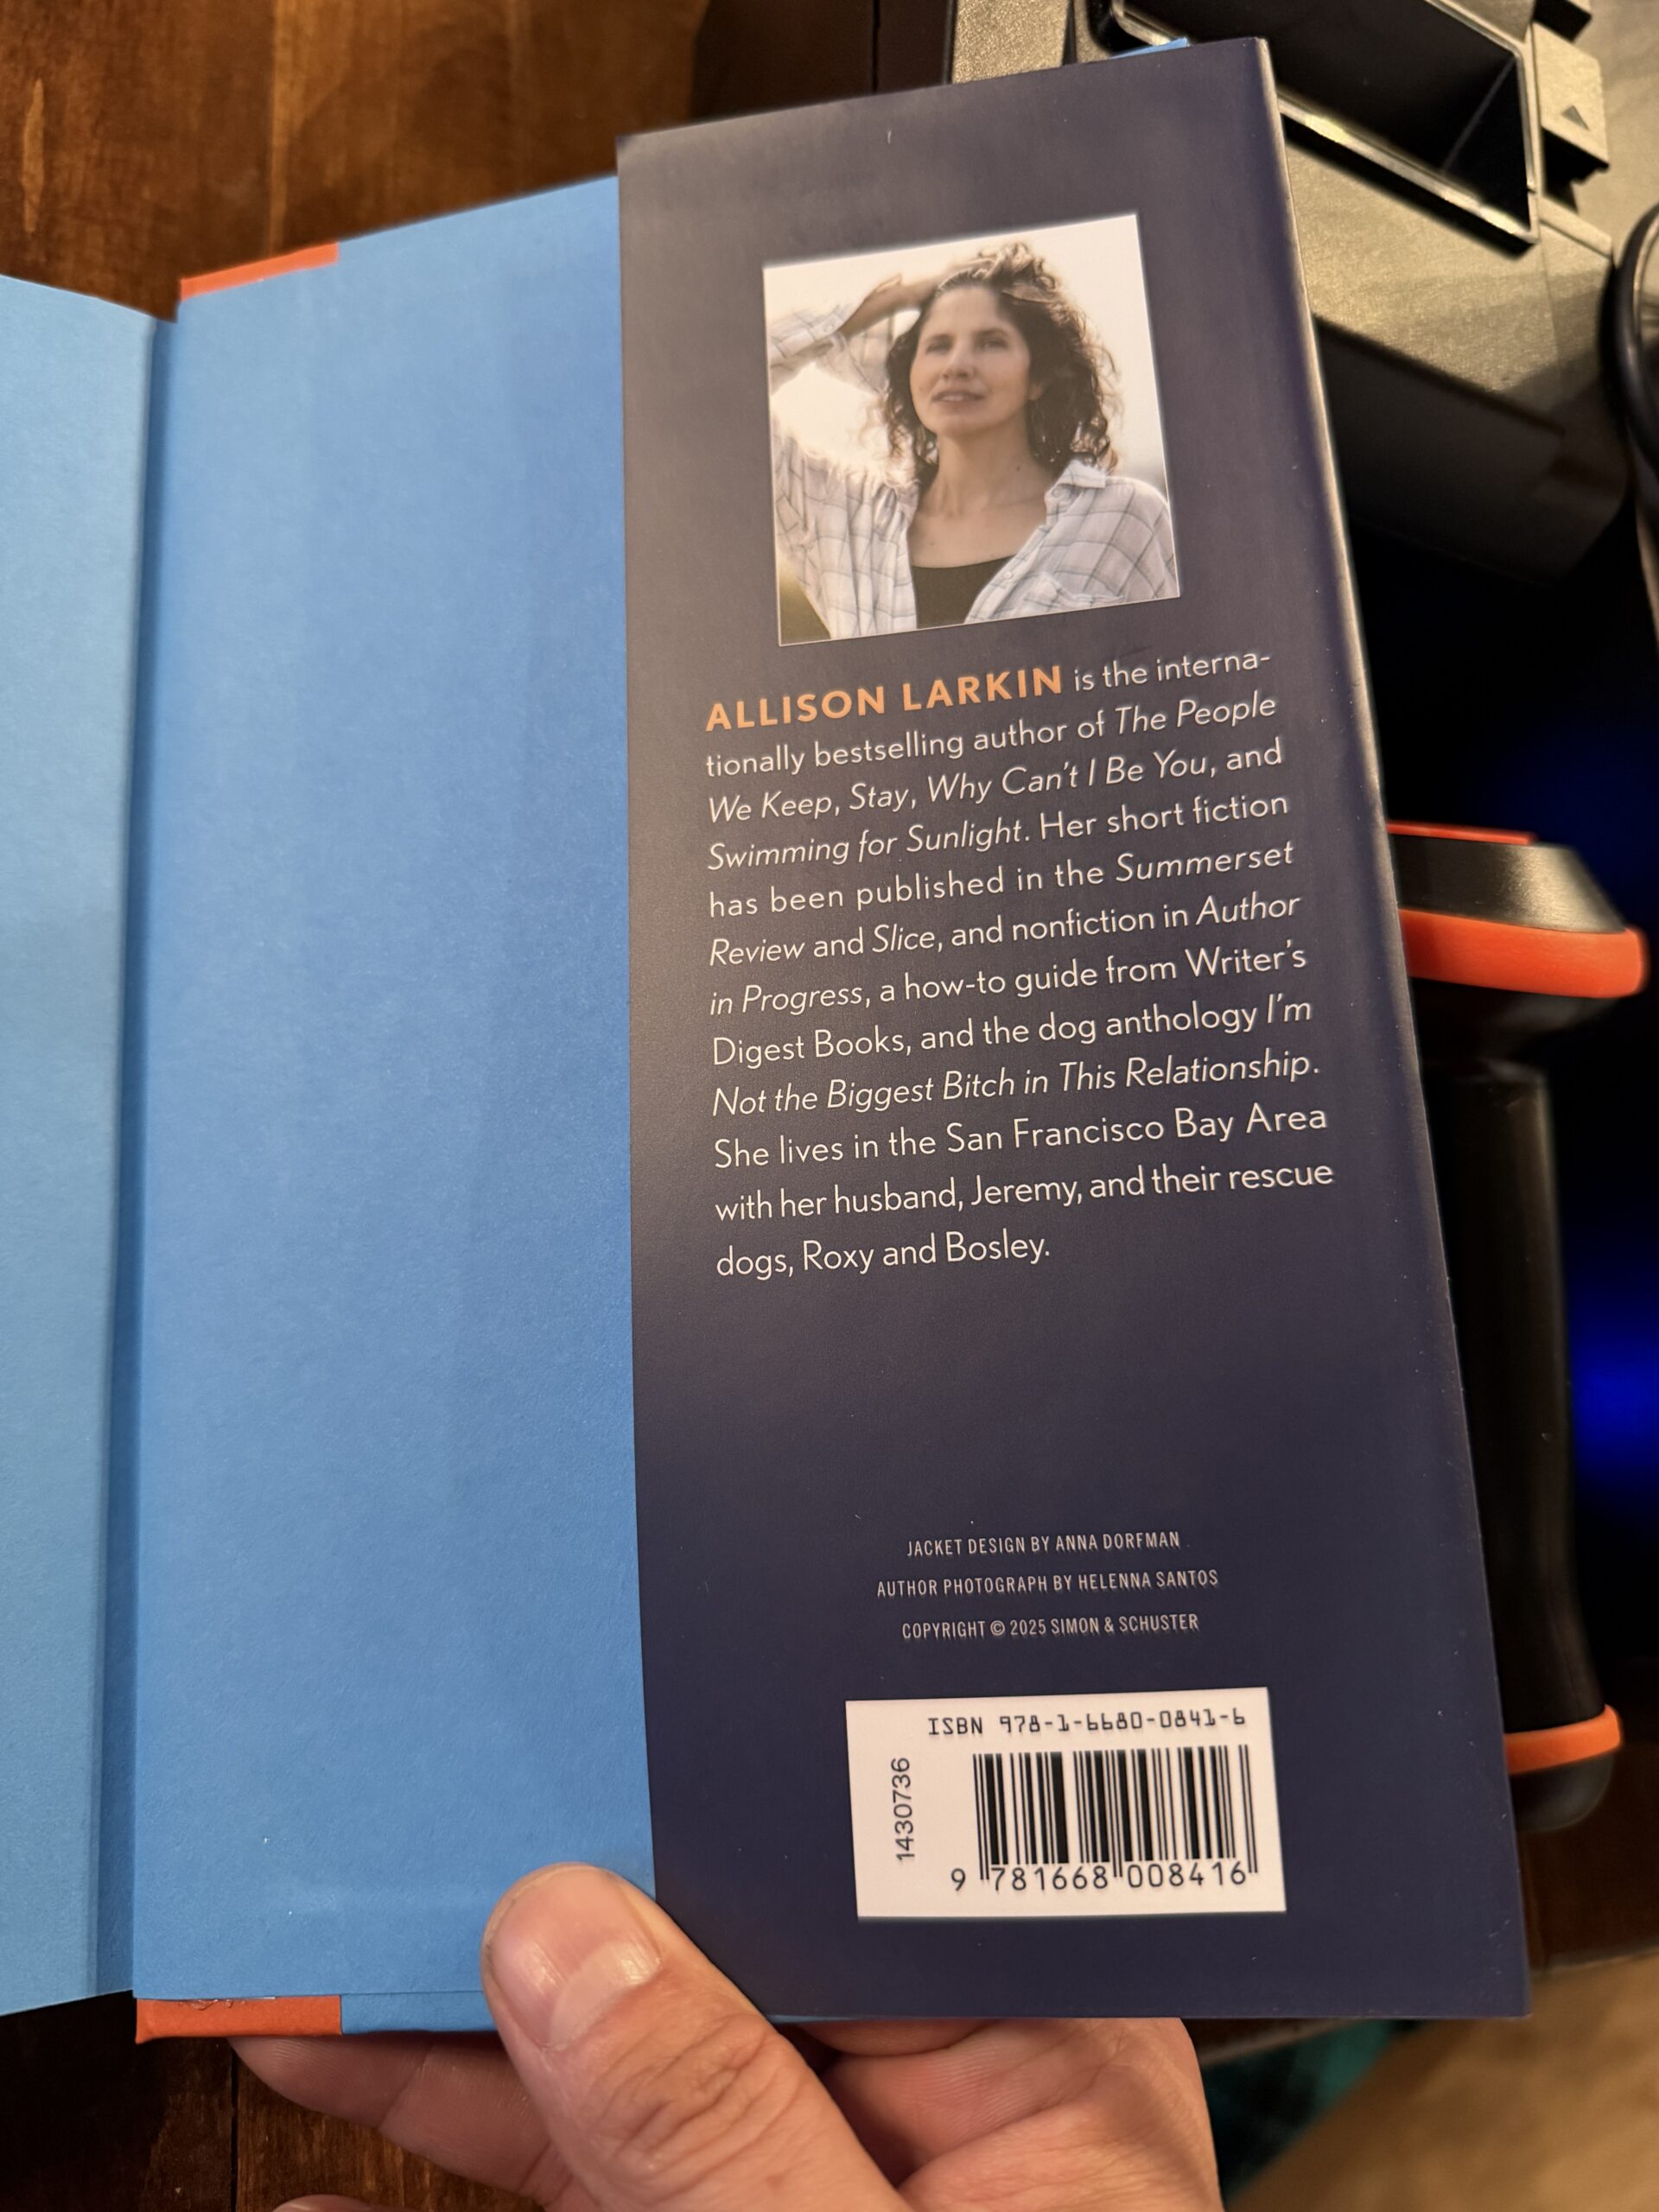 ALLISON LARKIN is the interna-
tionally bestselling author of The People
We Keep, Stay, Why Can't I Be You, and
Swimming for Sunlight. Her short fiction
has been published in the Summerset
Review and Slice, and nonfiction in Author
in Progress, a how-to guide from Writer's
Digest Books, and the dog anthology I'm
Not the Biggest Bitch in This Relationship.
She lives in the San Francisco Bay Area
with her husband, Jeremy, and their rescue
dogs, Roxy and Bosley.
JACKET DESIGN BY ANNA DORFMAN
AUTHOR PHOTOGRAPH BY HELENNA SANTOS
COPYRIGHT © 2025 SIMON & SCHUSTER
ISBN 978-1-6680-0841-6
1430736
9 781668 008416